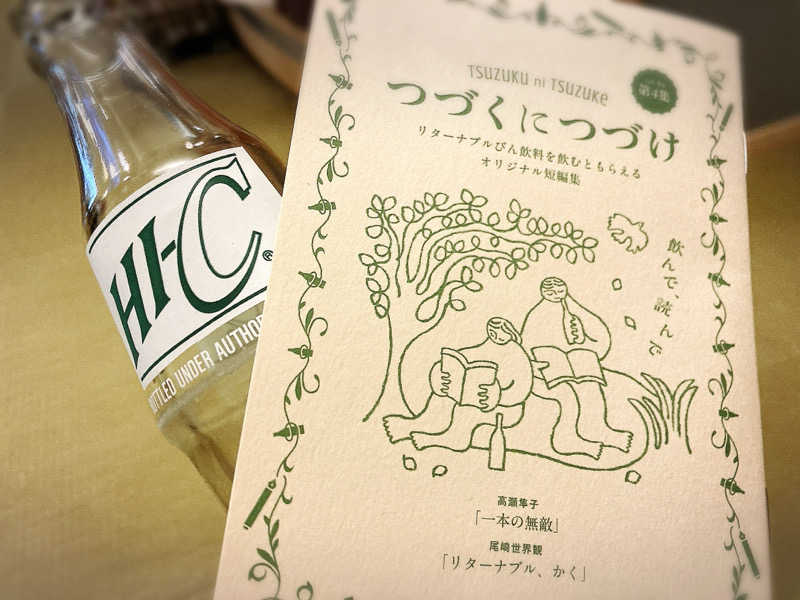 HI-C®
BOTTLED UNDER AUTHOR
TSUZUKU ni TSUZUKe
第4集
つづくにつづけ
リターナブルびん飲料を飲むともらえる
オリジナル短編集
飲んで、読んで
高瀬隼子
「一本の無敵」
尾崎世界観
「リターナブル、かく」